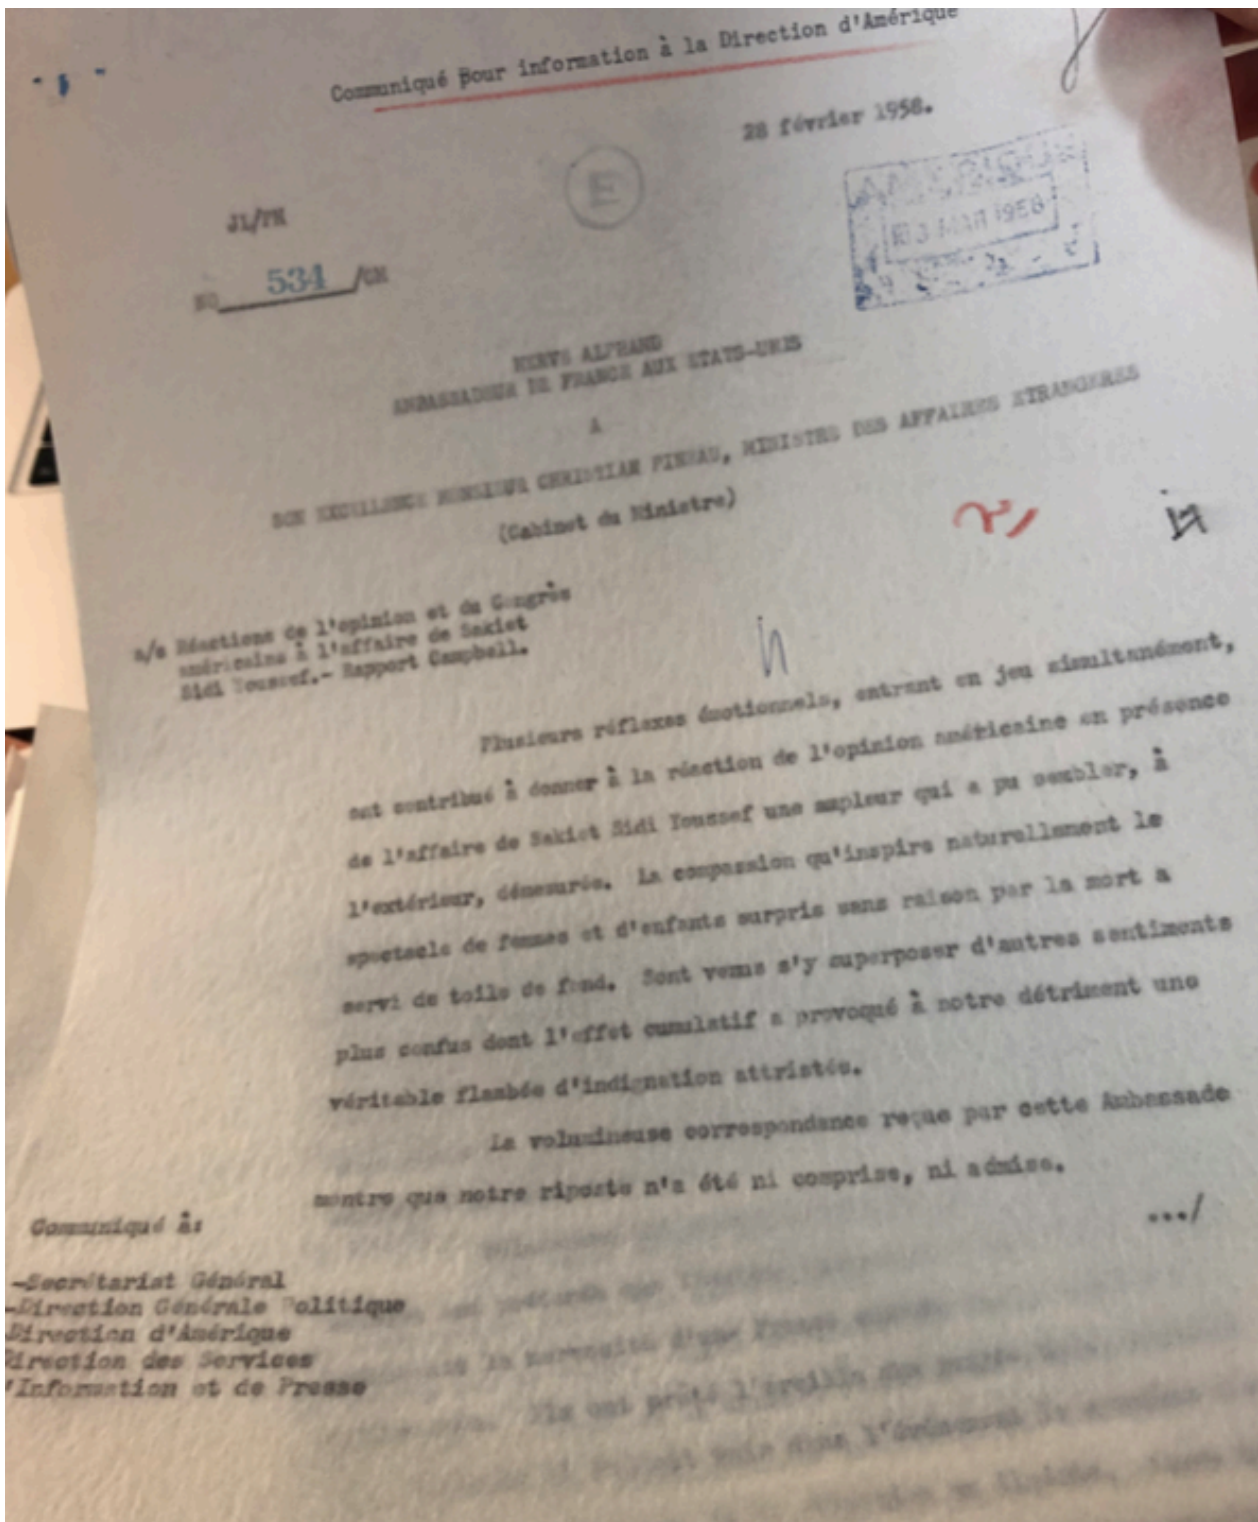 Communiqué pour information à la Direction d'Amérique
28 février 1958.
E
JL/FH
NO 534 /CM
3 MAR 1958
HERVE ALPHAND
AMBASSADEUR DE FRANCE AUX ETATS-UNIS
A
SON EXCELLENCE MONSIEUR CHRISTIAN PINEAU, MINISTRE DES AFFAIRES ETRANGERES
(Cabinet du Ministre)
a/s Réactions de l'opinion et du Congrès
américains à l'affaire de Sakiet
Sidi Youssef.- Rapport Campbell.
Plusieurs réflexes émotionnels, entrant en jeu simultanément,
ont contribué à donner à la réaction de l'opinion américaine en présence
de l'affaire de Sakiet Sidi Youssef une ampleur qui a pu sembler, à
l'extérieur, démesurée. La compassion qu'inspire naturellement le
spectacle de femmes et d'enfants surpris sans raison par la mort a
servi de toile de fond. Sont venus s'y superposer d'autres sentiments
plus confus dont l'effet cumulatif a provoqué à notre détriment une
véritable flambée d'indignation attristée.
La volumineuse correspondance reçue par cette Ambassade
montre que notre riposte n'a été ni comprise, ni admise.
.../
Communiqué à:
-Secrétariat Général
-Direction Générale Politique
Direction d'Amérique
Direction des Services
d'Information et de Presse